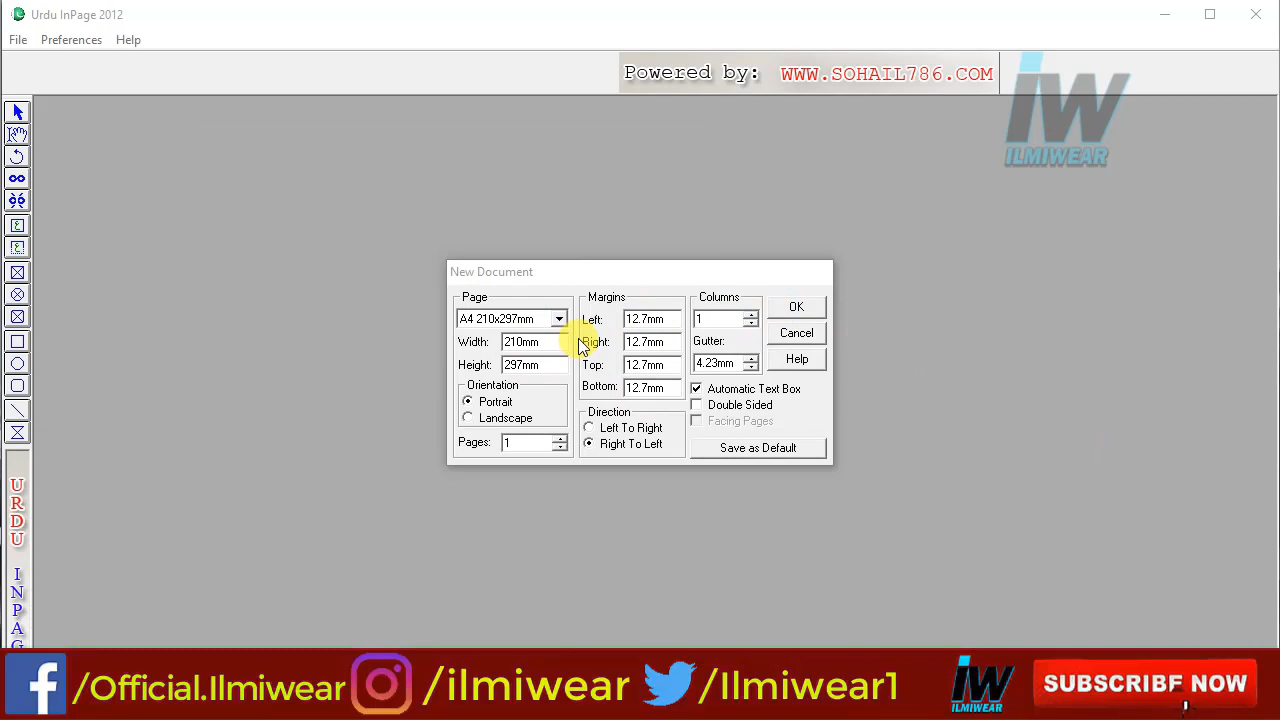 Urdu InPage 2012
File Preferences Help
Powered by: WWW.SOHAIL786.COM
iw
ILMIWEAR
New Document
Page
A4 210x297mm
Width: 210mm
Height: 297mm
Orientation
Portrait
Landscape
Pages: 1
Margins
Left: 12.7mm
Right: 12.7mm
Top: 12.7mm
Bottom: 12.7mm
Direction
Left To Right
Right To Left
Columns
1
Gutter:
4.23mm
OK
Cancel
Help
Automatic Text Box
Double Sided
Facing Pages
Save as Default
URDU INPAG
/Official.Ilmiwear /ilmiwear /Ilmiwear1 iw ILMIWEAR SUBSCRIBE NOW